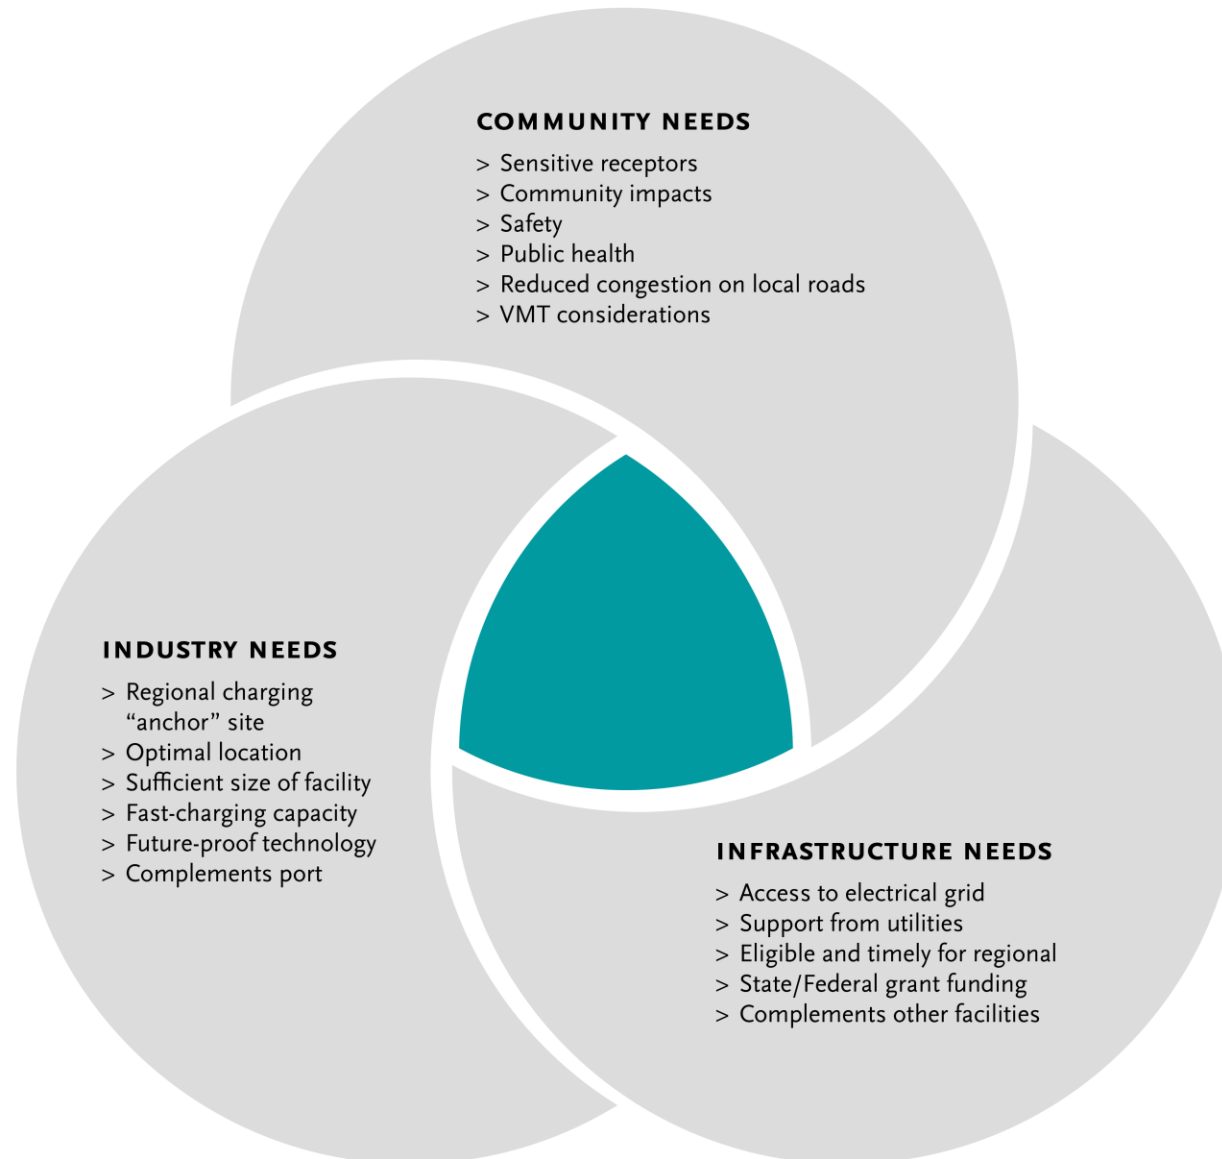 COMMUNITY NEEDS
> Sensitive receptors
> Community impacts
> Safety
> Public health
> Reduced congestion on local roads
> VMT considerations
INDUSTRY NEEDS
> Regional charging
“anchor” site
> Optimal location
> Sufficient size of facility
> Fast-charging capacity
> Future-proof technology
> Complements port
INFRASTRUCTURE NEEDS
> Access to electrical grid
> Support from utilities
> Eligible and timely for regional
> State/Federal grant funding
> Complements other facilities